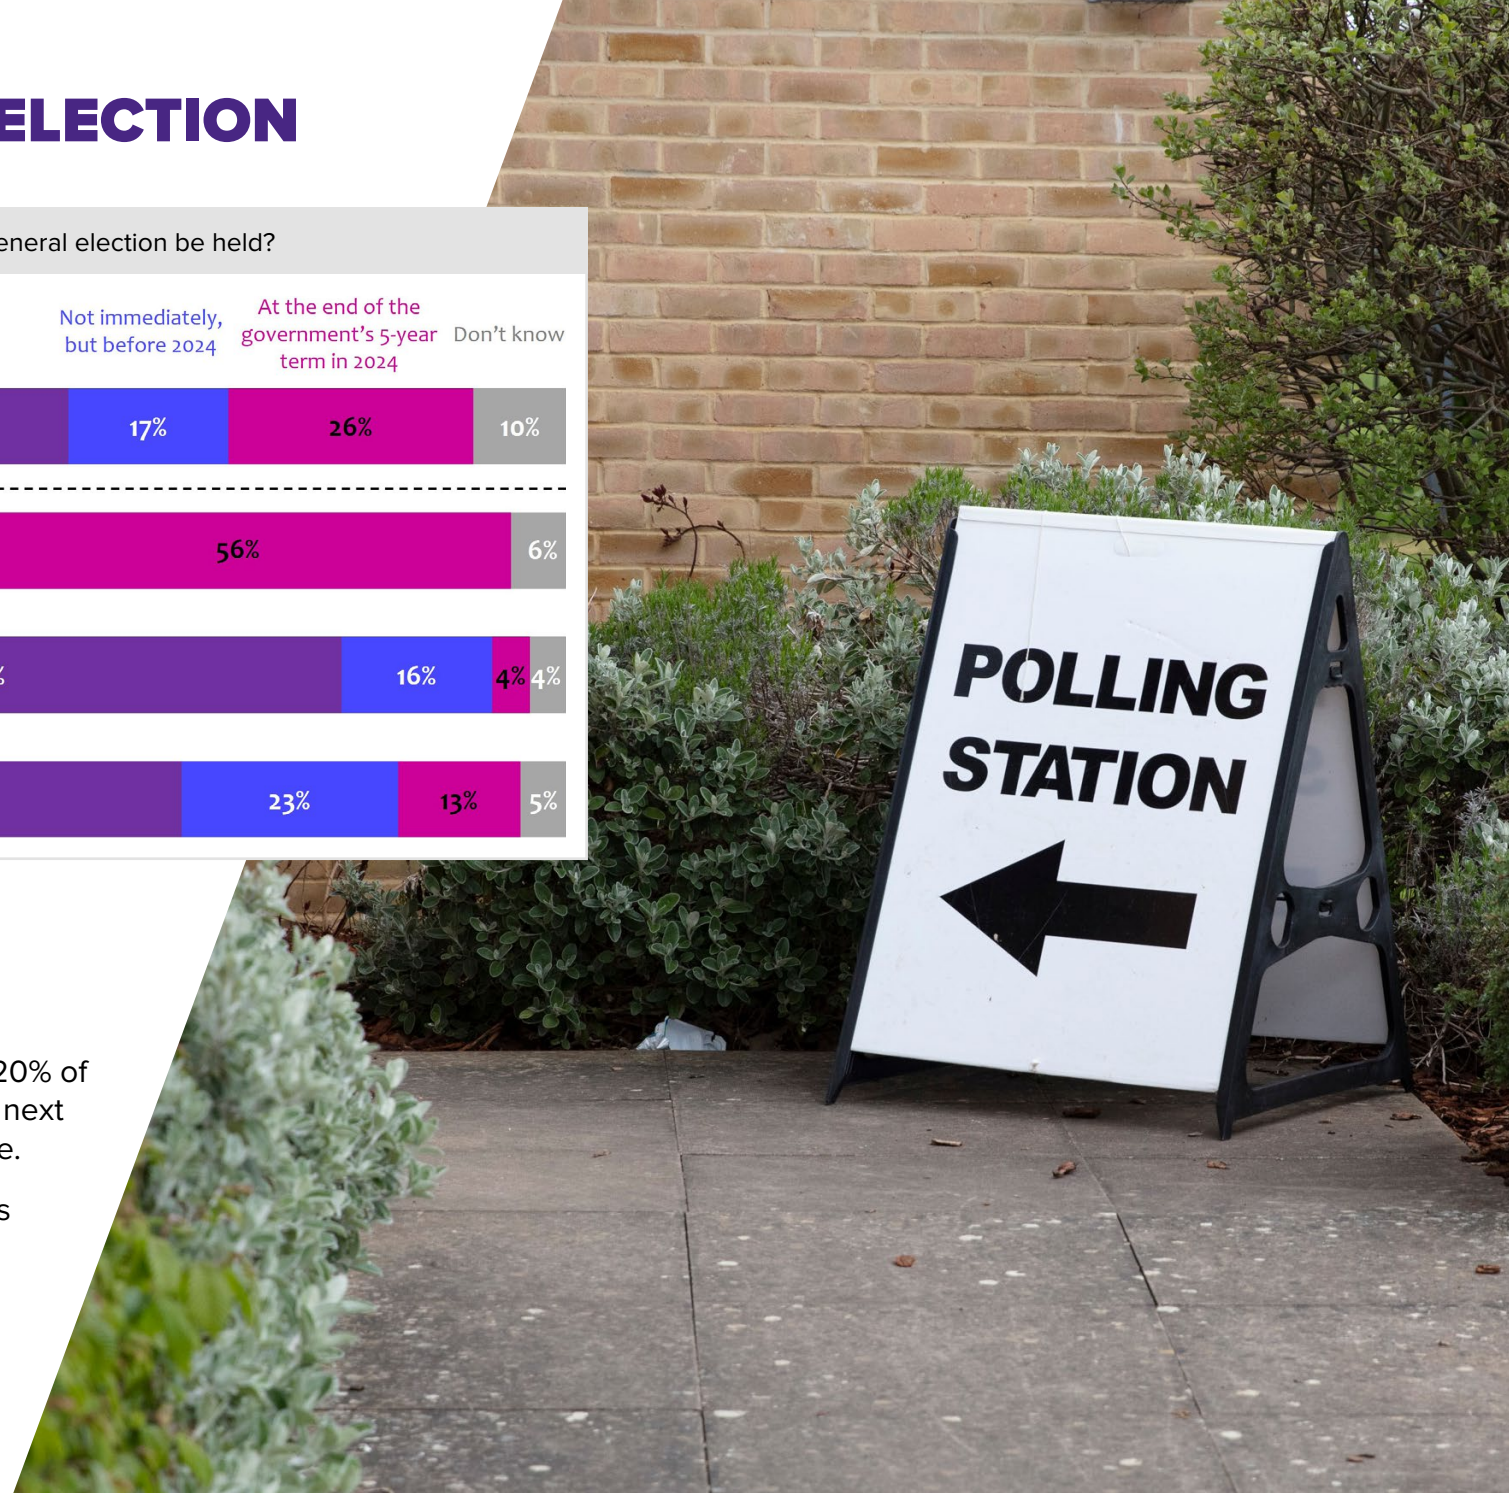 ELECTION
eneral election be held?
Not immediately,
but before 2024
At the end of the
government's 5-year
term in 2024
Don't know
17% 26% 10%
56% 6%
% 16% 4% 4%
23% 13% 5%
20% of
next
e.
s
POLLING
STATION